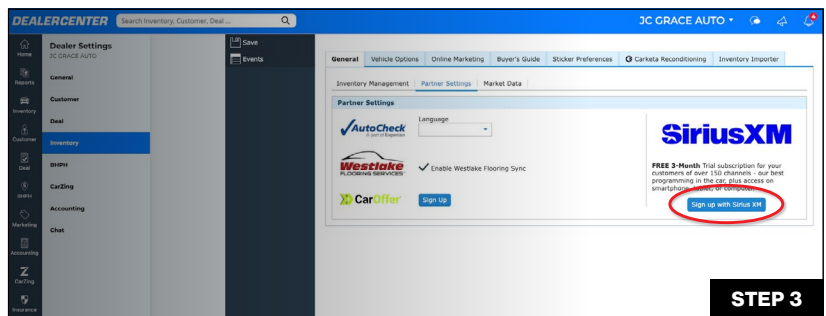 DEALERCENTER
Search Inventory, Customer, Deal ...
JC GRACE AUTO
Home
Reports
Inventory
Customer
Deal
Marketing
Accounting
CarZing
Insurance
Dealer Settings
JC GRACE AUTO
General
Customer
Deal
Inventory
BHPH
CarZing
Accounting
Chat
Save
Events
General Vehicle Options Online Marketing Buyer's Guide Sticker Preferences Carketa Reconditioning Inventory Importer
Inventory Management Partner Settings Market Data
Partner Settings
AutoCheck
A part of Experian
Language
Westlake
FLOORING SERVICES
Enable Westlake Flooring Sync
CarOffer
Sign Up
SiriusXM
FREE 3-Month Trial subscription for your
customers of over 150 channels - our best
programming in the car, plus access on
smartphone, tablet, or computer.
Sign up with Sirius XM
STEP 3